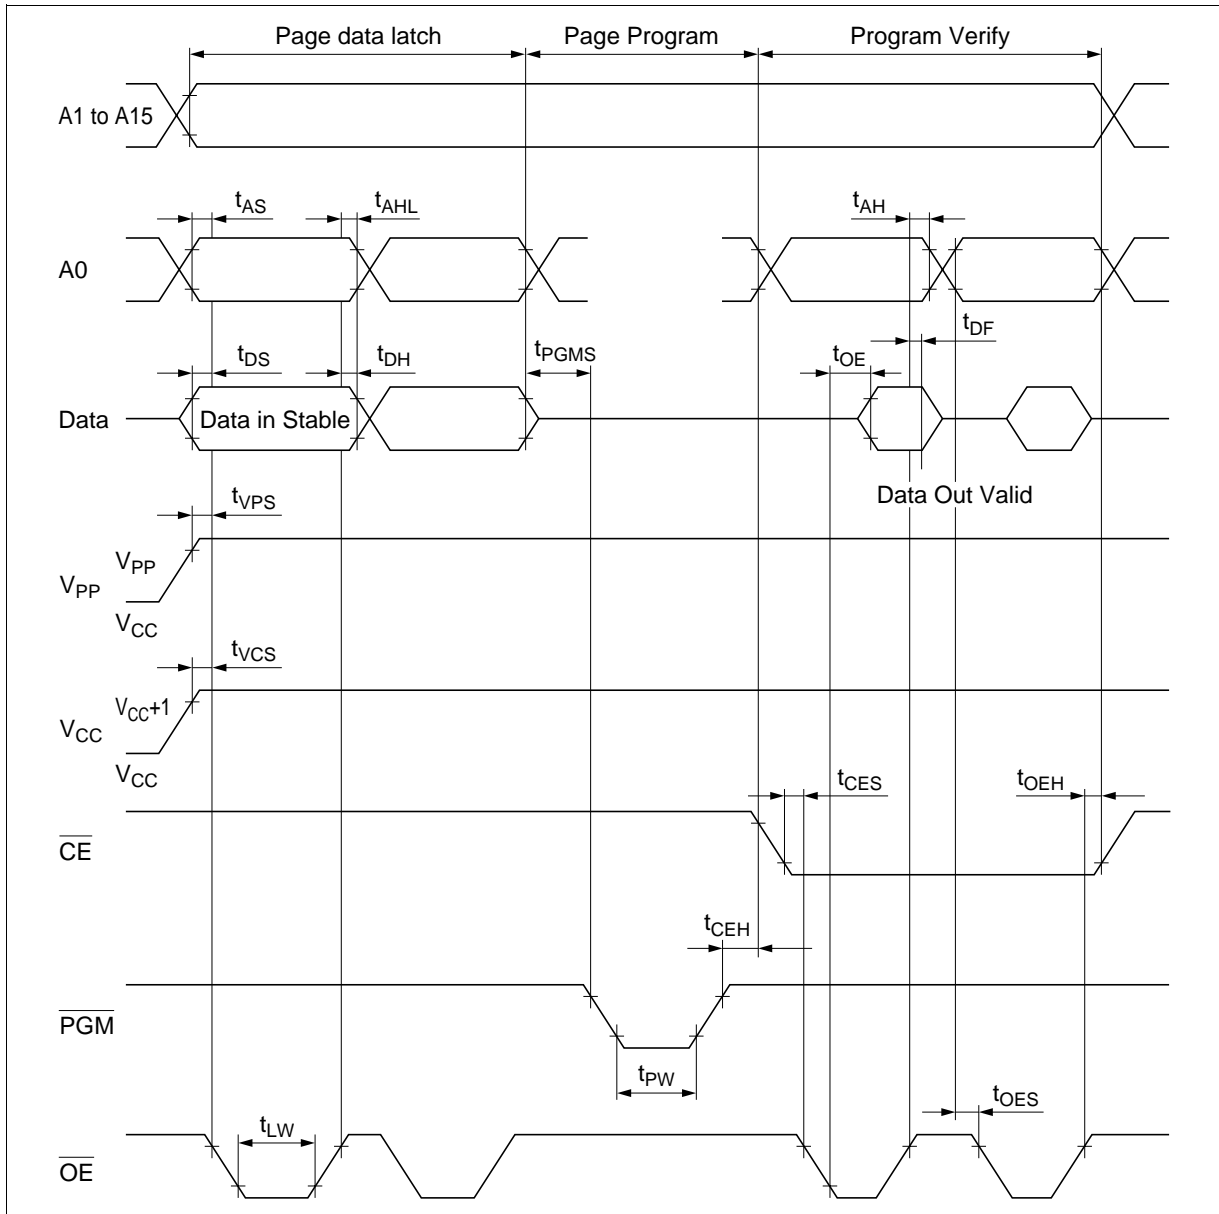 Page data latch Page Program Program Verify
A1 to A15
tAS tAHL tAH
A0
tDS tDH tPGMS tOE tDF
Data Data in Stable
Data Out Valid
tVPS
VPP
VPP
VCC
tVCS
VCC+1
VCC
VCC
tCES tOEH
CE
tCEH
PGM
tPW
tOES
tLW
OE